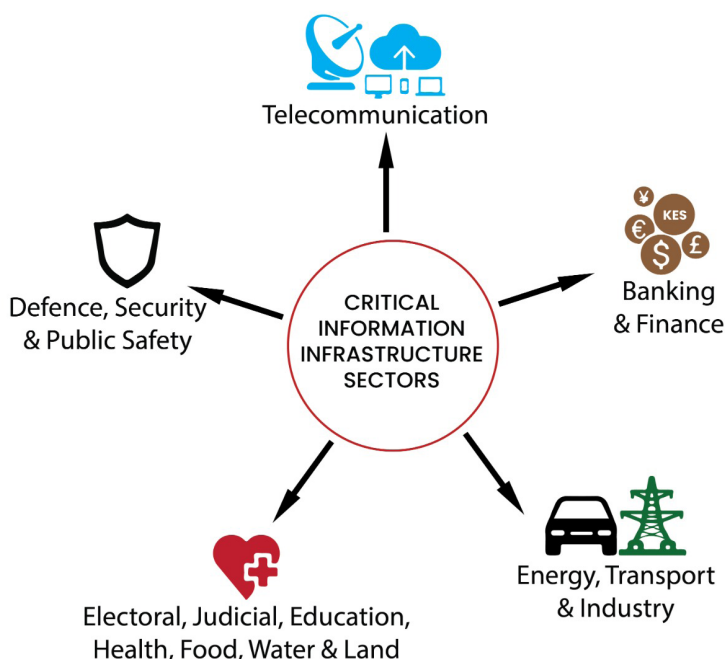 Telecommunication
¥
KES
€
$
£
Banking
& Finance
Defence, Security
& Public Safety
CRITICAL
INFORMATION
INFRASTRUCTURE
SECTORS
Energy, Transport
& Industry
Electoral, Judicial, Education,
Health, Food, Water & Land